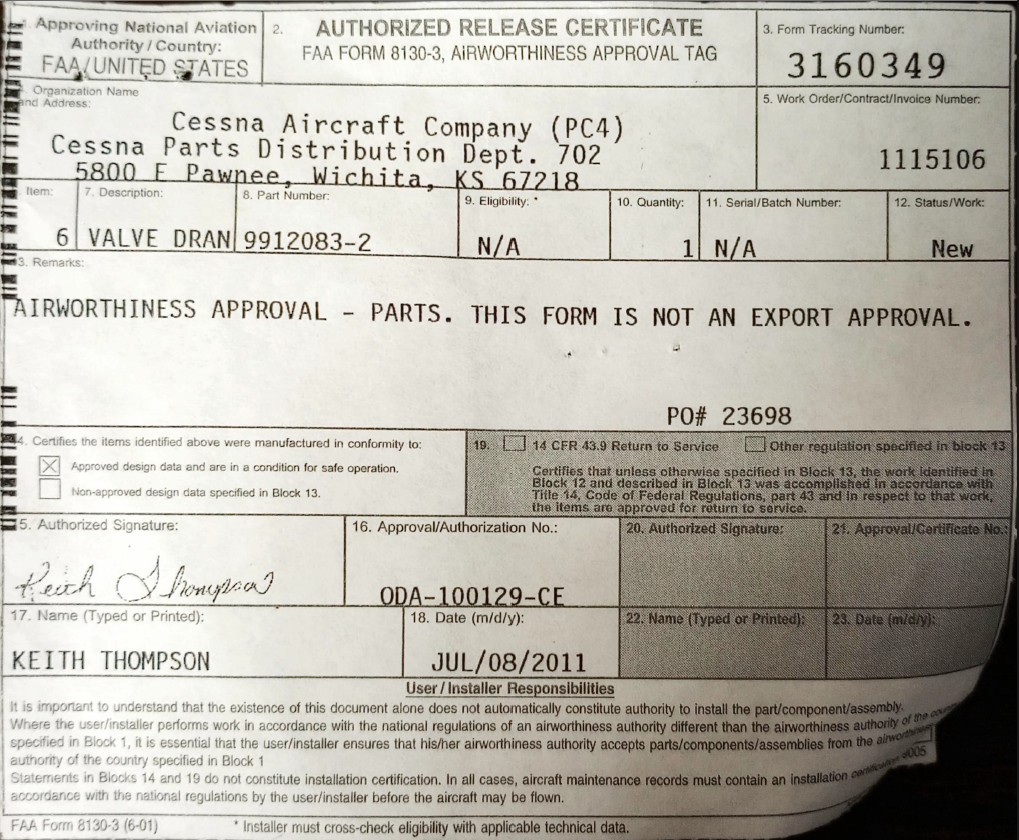 Approving National Aviation
Authority / Country:
FAA/UNITED STATES
2.
AUTHORIZED RELEASE CERTIFICATE
FAA FORM 8130-3, AiRWORTHINESS APPROVAL TAG
3. Form Tracking Number:
3160349
Organization Name
and Address:
Cessna Aircraft Company (PC4)
Cessna Parts Distribution Dept. 702
5800 E Pawnee, Wichita, KS 67218
5. Work Order/Contract/Invoice Number:
1115106
Item:
6
7. Description:
VALVE DRAN
8. Part Number:
9912083-2
9. Eligibility: *
N/A
10. Quantity:
1
11. Serial/Batch Number:
N/A
12. Status/Work:
New
3. Remarks:
AIRWORTHINESS APPROVAL - PARTS. THIS FORM IS NOT AN EXPORT APPROVAL.
PO# 23698
4. Certifies the items identified above were manufactured in conformity to:
Approved design data and are in a condition for safe operation.
Non-approved design data specified in Block 13.
19. 14 CFR 43.9 Return to Service Other regulation specified in block 13
Certifies that unless otherwise specified in Block 13, the work identified in
Block 12 and described in Block 13 was accomplished in accordance with
Title 14, Code of Federal Regulations, part 43 and in respect to that work,
the items are approved for return to service.
5. Authorized Signature:
Keith Thompson
16. Approval/Authorization No.:
ODA-100129-CE
20. Authorized Signature:
21. Approval/Certificate No.:
17. Name (Typed or Printed):
KEITH THOMPSON
18. Date (m/d/y):
JUL/08/2011
22. Name (Typed or Printed):
23. Date (m/d/y):
User / Installer Responsibilities
It is important to understand that the existence of this document alone does not automatically constitute authority to install the part/component/assembly.
Where the user/installer performs work in accordance with the national regulations of an airworthiness authority different than the airworthiness authority of the
specified in Block 1, it is essential that the user/installer ensures that his/her airworthiness authority accepts parts/components/assemblies from the airworthiness
authority of the country specified in Block 1
Statements in Blocks 14 and 19 do not constitute installation certification. In all cases, aircraft maintenance records must contain an installation certification
accordance with the national regulations by the user/installer before the aircraft may be flown.
FAA Form 8130-3 (6-01)
* Installer must cross-check eligibility with applicable technical data.